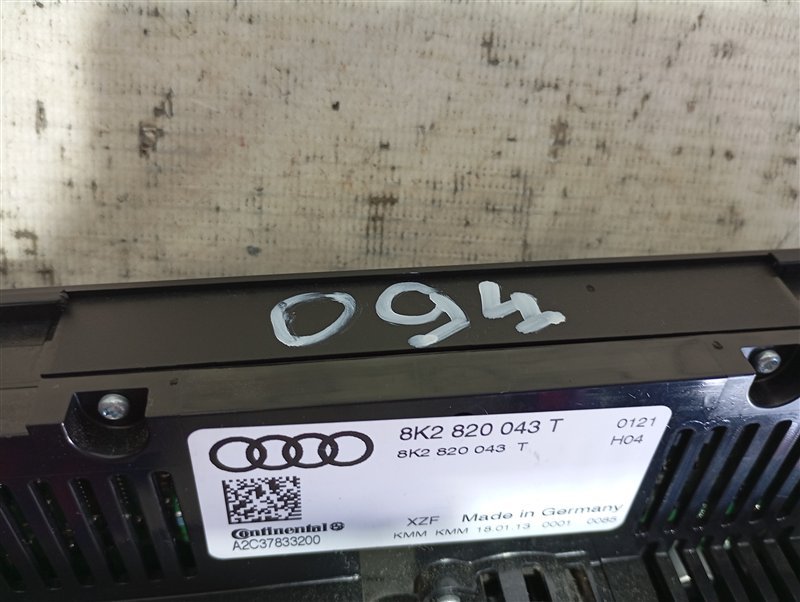 094
8K2 820 043 T 0121
8K2 820 043 T H04
Continental
A2C37833200
XZF Made in Germany
KMM KMM 18.01.13 0001 0085